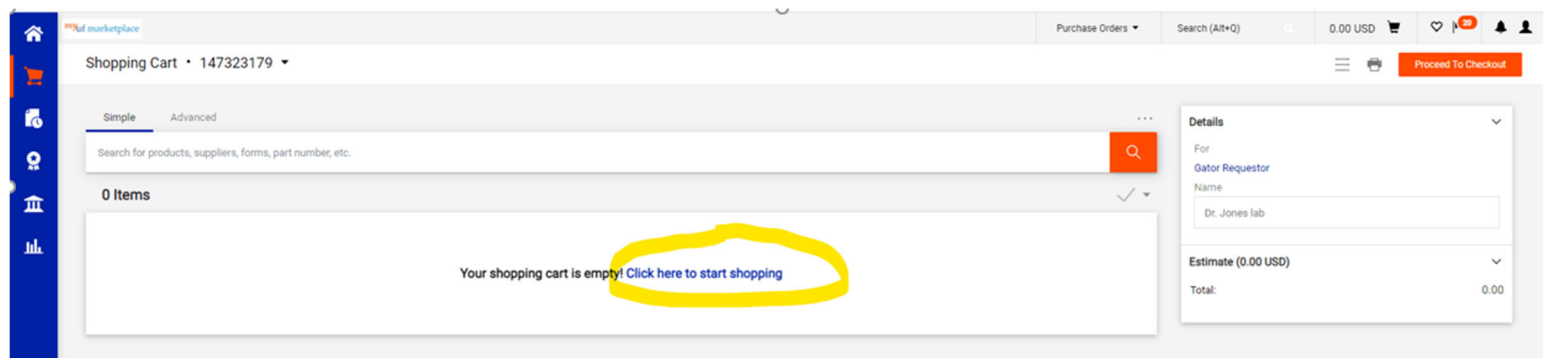 myuf marketplace
Purchase Orders
Search (Alt+Q)
0.00 USD
20
Shopping Cart • 147323179
Proceed To Checkout
Simple
Advanced
...
Search for products, suppliers, forms, part number, etc.
0 Items
Your shopping cart is empty! Click here to start shopping
Details
For
Gator Requestor
Name
Dr. Jones lab
Estimate (0.00 USD)
Total:
0.00